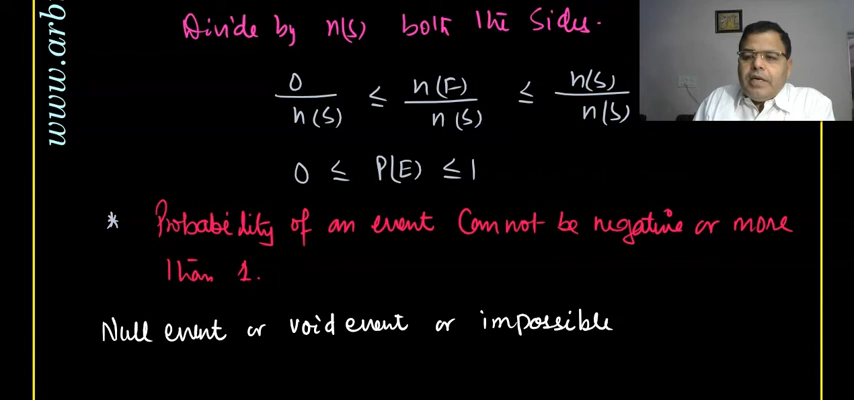 www.arb
Divide by n(S) both the Sides.
0/n(S) ≤ n(E)/n(S) ≤ n(S)/n(S)
0 ≤ P(E) ≤ 1
* Probability of an event Cannot be negative or more
than 1.
Null event or void event or impossible